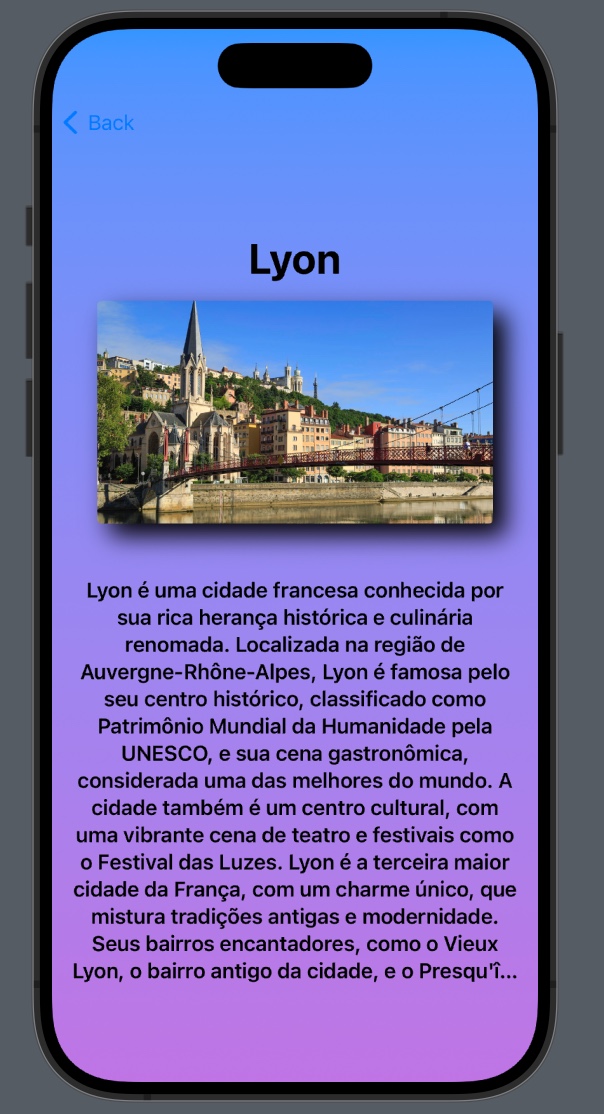 Back
Lyon
Lyon é uma cidade francesa conhecida por
sua rica herança histórica e culinária
renomada. Localizada na região de
Auvergne-Rhône-Alpes, Lyon é famosa pelo
seu centro histórico, classificado como
Patrimônio Mundial da Humanidade pela
UNESCO, e sua cena gastronômica,
considerada uma das melhores do mundo. A
cidade também é um centro cultural, com
uma vibrante cena de teatro e festivais como
o Festival das Luzes. Lyon é a terceira maior
cidade da França, com um charme único, que
mistura tradições antigas e modernidade.
Seus bairros encantadores, como o Vieux
Lyon, o bairro antigo da cidade, e o Presqu'î...